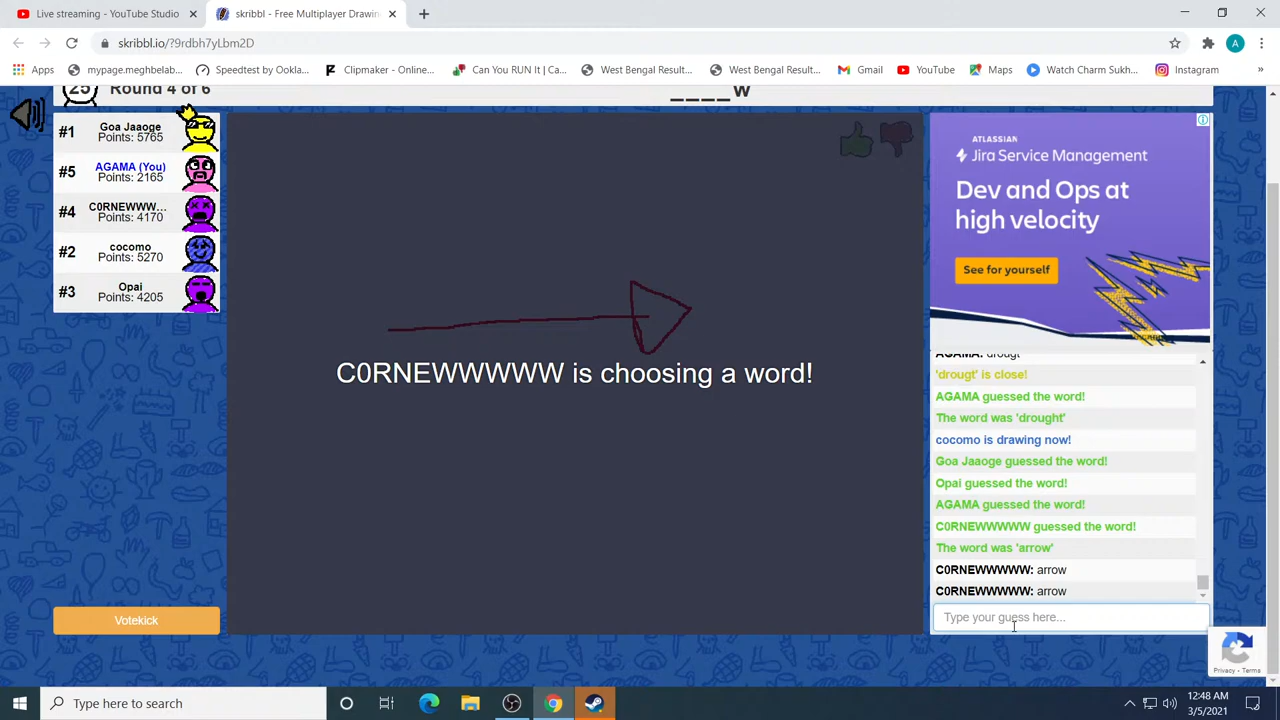 Live streaming - YouTube Studio
skribbl - Free Multiplayer Drawin
skribbl.io/?9rdbh7yLbm2D
Apps
mypage.meghbelab...
Speedtest by Ookla...
Clipmaker - Online...
Can You RUN It | Ca...
West Bengal Result...
West Bengal Result...
Gmail
YouTube
Maps
Watch Charm Sukh...
Instagram
A
25
Round 4 of 6
_ _ _ _ w
#1 Goa Jaaoge
Points: 5765
#5 AGAMA (You)
Points: 2165
#4 C0RNEWWW...
Points: 4170
#2 cocomo
Points: 5270
#3 Opai
Points: 4205
Votekick
C0RNEWWWWW is choosing a word!
ATLASSIAN
Jira Service Management
Dev and Ops at
high velocity
See for yourself
AGAMA: drougt
'drougt' is close!
AGAMA guessed the word!
The word was 'drought'
cocomo is drawing now!
Goa Jaaoge guessed the word!
Opai guessed the word!
AGAMA guessed the word!
C0RNEWWWWW guessed the word!
The word was 'arrow'
C0RNEWWWWW: arrow
C0RNEWWWWW: arrow
Type your guess here...
Privacy - Terms
Type here to search
12:48 AM
3/5/2021